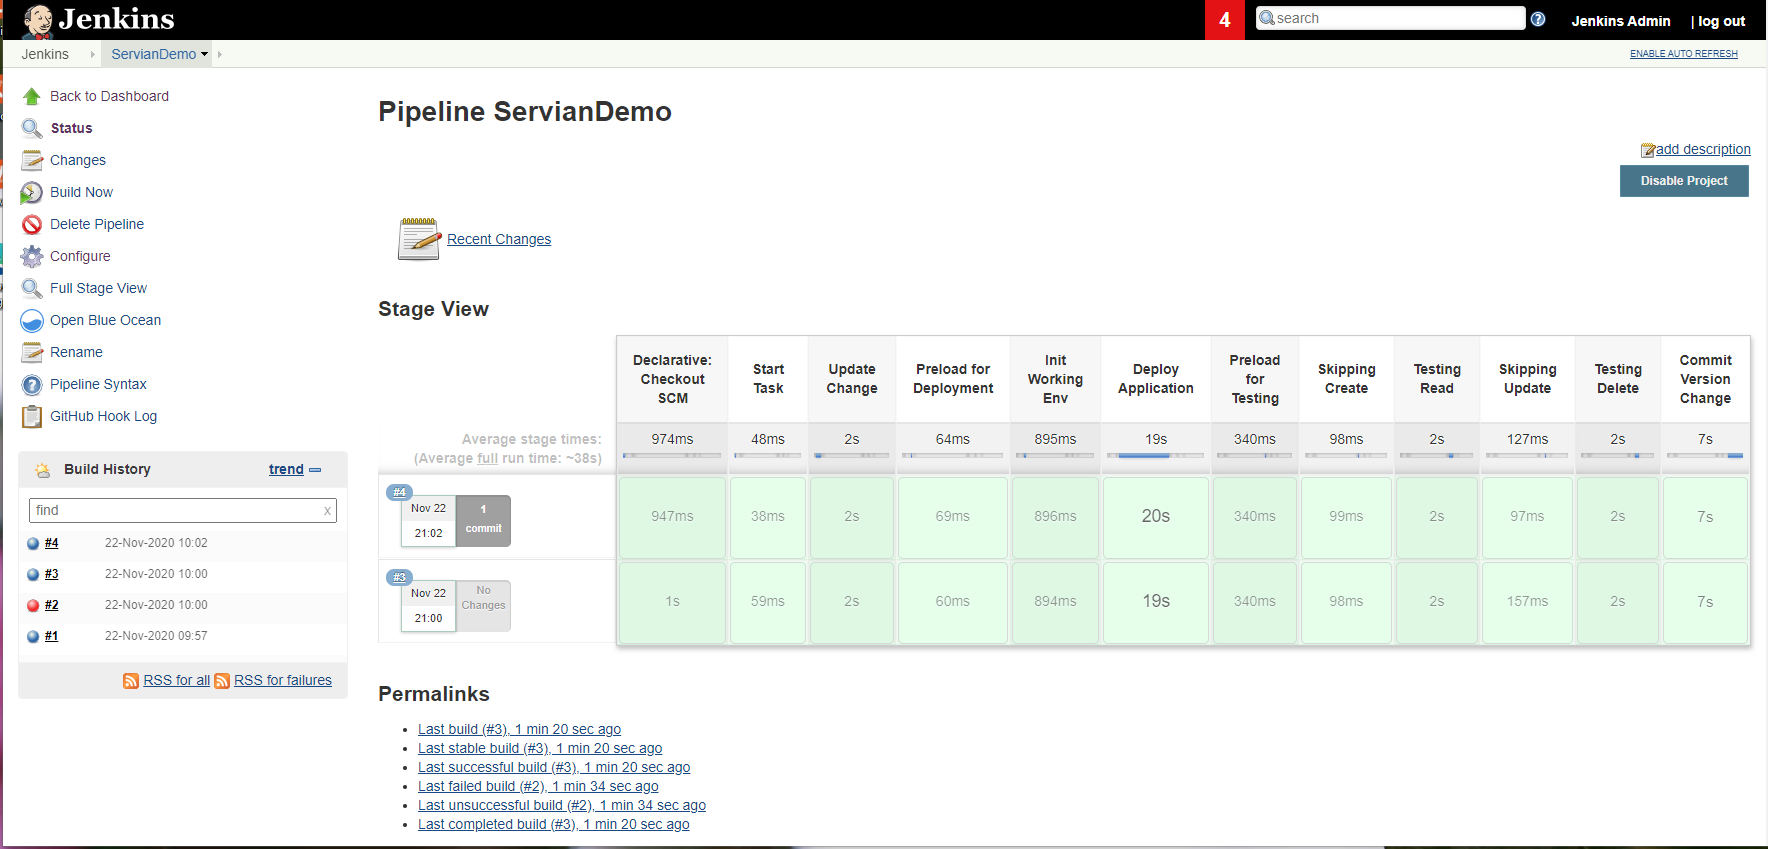 Jenkins
4
search
Jenkins Admin | log out
Jenkins ServianDemo
ENABLE AUTO REFRESH
Back to Dashboard
Status
Changes
Build Now
Delete Pipeline
Configure
Full Stage View
Open Blue Ocean
Rename
Pipeline Syntax
GitHub Hook Log
Build History trend
find x
#4 22-Nov-2020 10:02
#3 22-Nov-2020 10:00
#2 22-Nov-2020 10:00
#1 22-Nov-2020 09:57
RSS for all RSS for failures
Pipeline ServianDemo
add description
Disable Project
Recent Changes
Stage View
Declarative: Checkout SCM
Start Task
Update Change
Preload for Deployment
Init Working Env
Deploy Application
Preload for Testing
Skipping Create
Testing Read
Skipping Update
Testing Delete
Commit Version Change
Average stage times:
(Average full run time: ~38s)
974ms 48ms 2s 64ms 895ms 19s 340ms 98ms 2s 127ms 2s 7s
#4
Nov 22
21:02
1 commit
947ms 38ms 2s 69ms 896ms 20s 340ms 99ms 2s 97ms 2s 7s
#3
Nov 22
21:00
No Changes
1s 59ms 2s 60ms 894ms 19s 340ms 98ms 2s 157ms 2s 7s
Permalinks
Last build (#3), 1 min 20 sec ago
Last stable build (#3), 1 min 20 sec ago
Last successful build (#3), 1 min 20 sec ago
Last failed build (#2), 1 min 34 sec ago
Last unsuccessful build (#2), 1 min 34 sec ago
Last completed build (#3), 1 min 20 sec ago